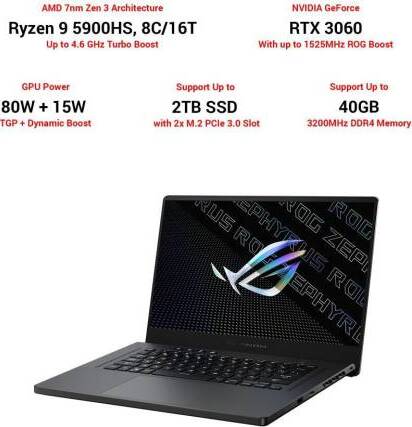 AMD 7nm Zen 3 Architecture
Ryzen 9 5900HS, 8C/16T
Up to 4.6 GHz Turbo Boost
NVIDIA GeForce
RTX 3060
With up to 1525MHz ROG Boost
GPU Power
80W + 15W
TGP + Dynamic Boost
Support Up to
2TB SSD
with 2x M.2 PCIe 3.0 Slot
Support Up to
40GB
3200MHz DDR4 Memory
ROG ZEPHYRUS